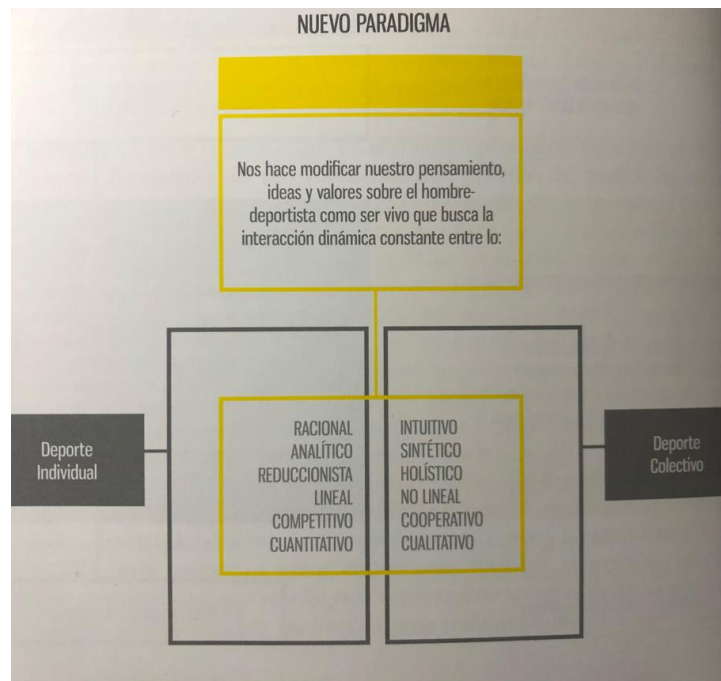 NUEVO PARADIGMA
Nos hace modificar nuestro pensamiento,
ideas y valores sobre el hombre-
deportista como ser vivo que busca la
interacción dinámica constante entre lo:
Deporte
Individual
RACIONAL
ANALÍTICO
REDUCCIONISTA
LINEAL
COMPETITIVO
CUANTITATIVO
INTUITIVO
SINTÉTICO
HOLÍSTICO
NO LINEAL
COOPERATIVO
CUALITATIVO
Deporte
Colectivo